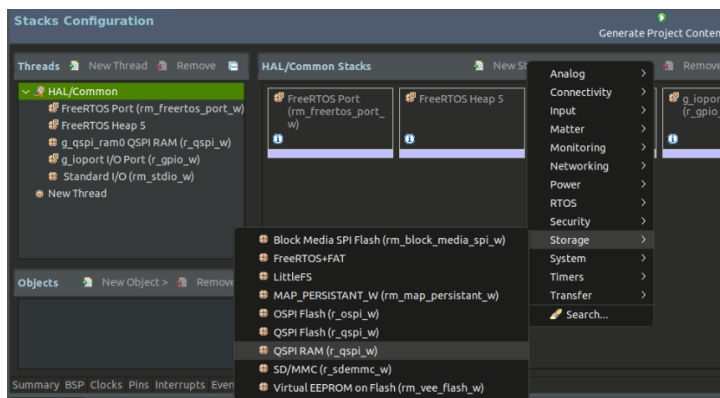 Stacks Configuration
Generate Project Conten
Threads New Thread Remove
HAL/Common
FreeRTOS Port (rm_freertos_port_w)
FreeRTOS Heap 5
g_qspi_ram0 QSPI RAM (r_qspi_w)
g_ioport I/O Port (r_gpio_w)
Standard I/O (rm_stdio_w)
New Thread
HAL/Common Stacks New St Remove
FreeRTOS Port
(rm_freertos_port_
w)
FreeRTOS Heap 5
g_iopor
(r_gpio_
Analog
Connectivity
Input
Matter
Monitoring
Networking
Power
RTOS
Security
Storage
System
Timers
Transfer
Search...
Block Media SPI Flash (rm_block_media_spi_w)
FreeRTOS+FAT
LittleFS
MAP_PERSISTANT_W (rm_map_persistant_w)
OSPI Flash (r_ospi_w)
QSPI Flash (r_qspi_w)
QSPI RAM (r_qspi_w)
SD/MMC (r_sdemmc_w)
Virtual EEPROM on Flash (rm_vee_flash_w)
Objects New Object > Remove
Summary BSP Clocks Pins Interrupts Even